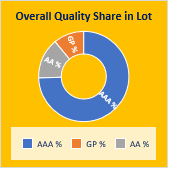 Overall Quality Share in Lot
GP %
AA %
AAA %
AAA % GP % AA %